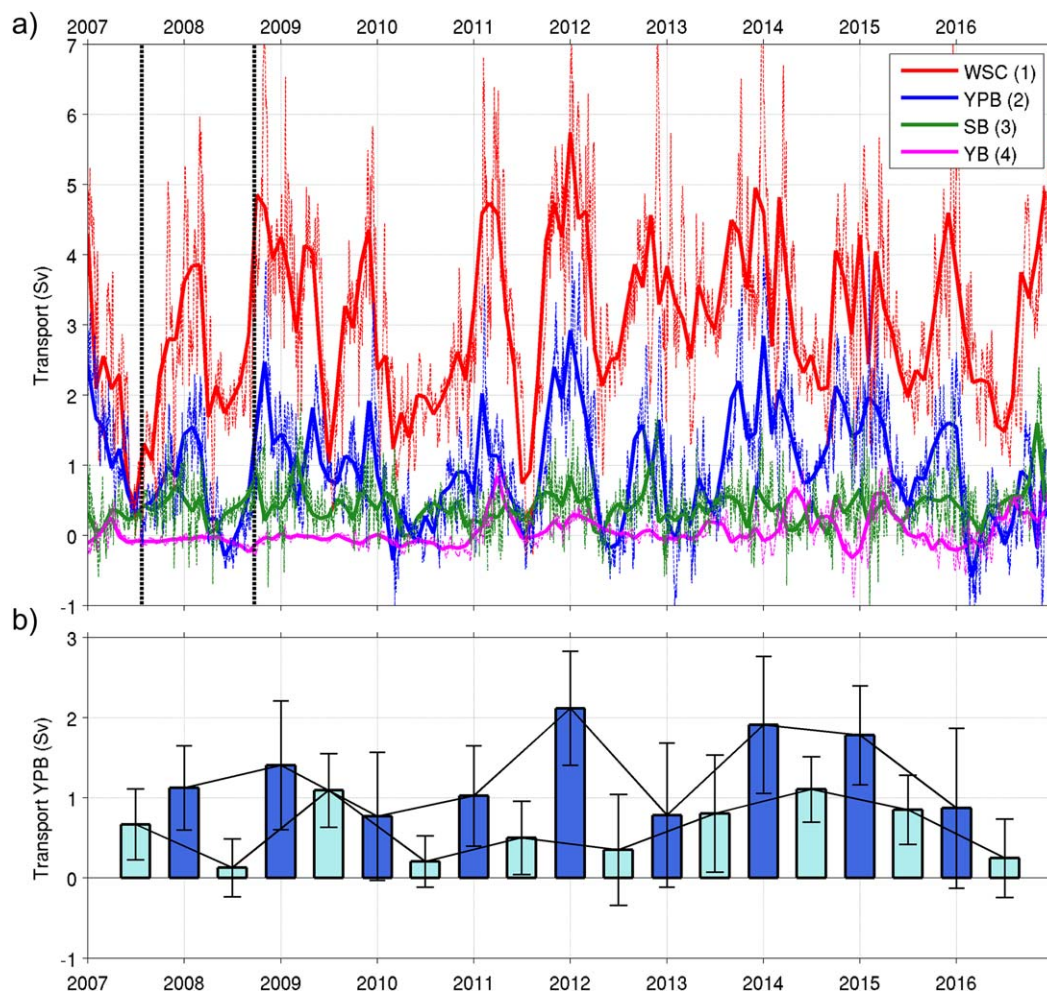 a)
2007 2008 2009 2010 2011 2012 2013 2014 2015 2016
7
6
5
4
3
2
1
0
-1
Transport (Sv)
WSC (1)
YPB (2)
SB (3)
YB (4)
b)
3
2
1
0
-1
Transport YPB (Sv)
2007 2008 2009 2010 2011 2012 2013 2014 2015 2016